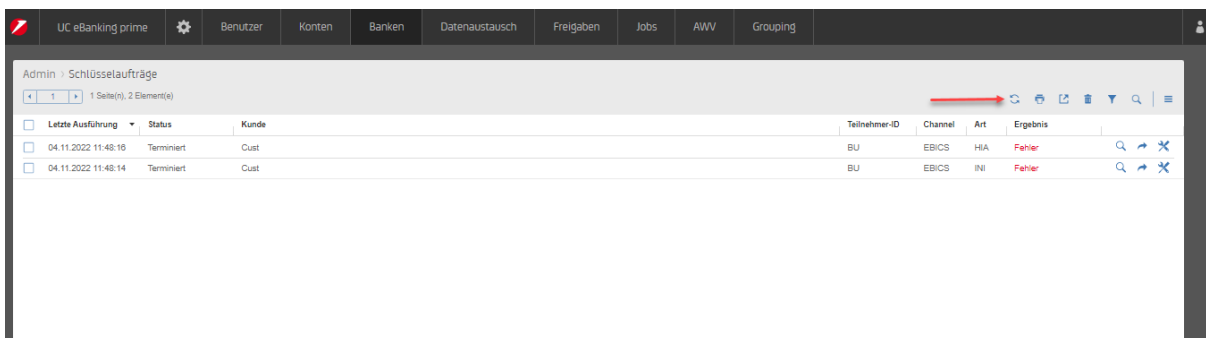 UC eBanking prime Benutzer Konten Banken Datenaustausch Freigaben Jobs AWV Grouping
Admin › Schlüsselaufträge
1 1 Seite(n), 2 Element(e)
Letzte Ausführung Status Kunde Teilnehmer-ID Channel Art Ergebnis
04.11.2022 11:48:16 Terminiert Cust BU EBICS HIA Fehler
04.11.2022 11:48:14 Terminiert Cust BU EBICS INI Fehler